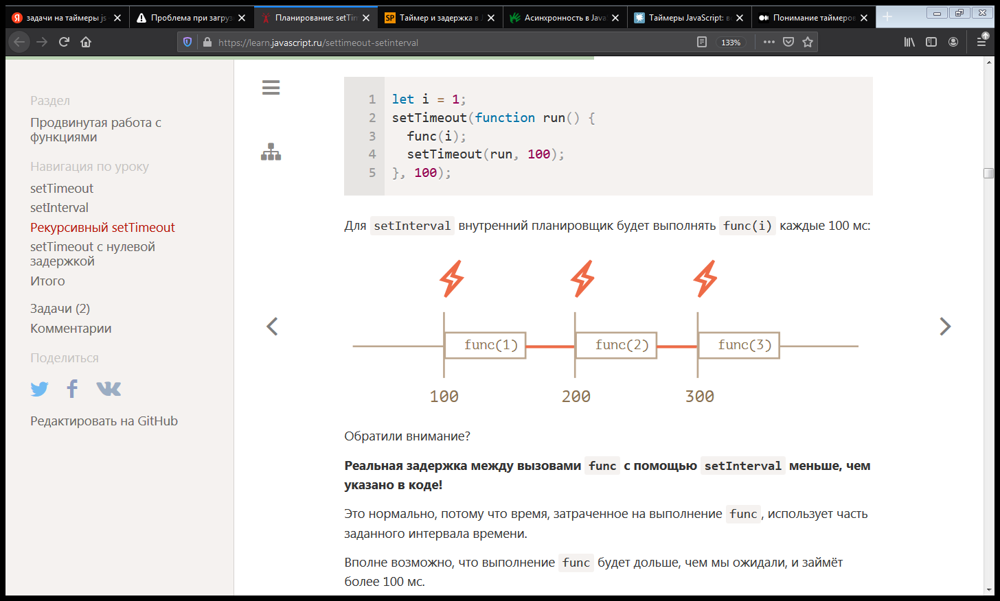 задачи на таймеры js
Проблема при загруз
Планирование: setTim
SP
Таймер и задержка в J
Асинхронность в Java
Таймеры JavaScript: в
Понимание таймеров
https://learn.javascript.ru/settimeout-setinterval
133%
Раздел
Продвинутая работа с
функциями
Навигация по уроку
setTimeout
setInterval
Рекурсивный setTimeout
setTimeout с нулевой
задержкой
Итого
Задачи (2)
Комментарии
Поделиться
Редактировать на GitHub
1 let i = 1;
2 setTimeout(function run() {
3 func(i);
4 setTimeout(run, 100);
5 }, 100);
Для setInterval внутренний планировщик будет выполнять func(i) каждые 100 мс:
func(1) func(2) func(3)
100 200 300
Обратили внимание?
Реальная задержка между вызовами func с помощью setInterval меньше, чем
указано в коде!
Это нормально, потому что время, затраченное на выполнение func, использует часть
заданного интервала времени.
Вполне возможно, что выполнение func будет дольше, чем мы ожидали, и займёт
более 100 мс.